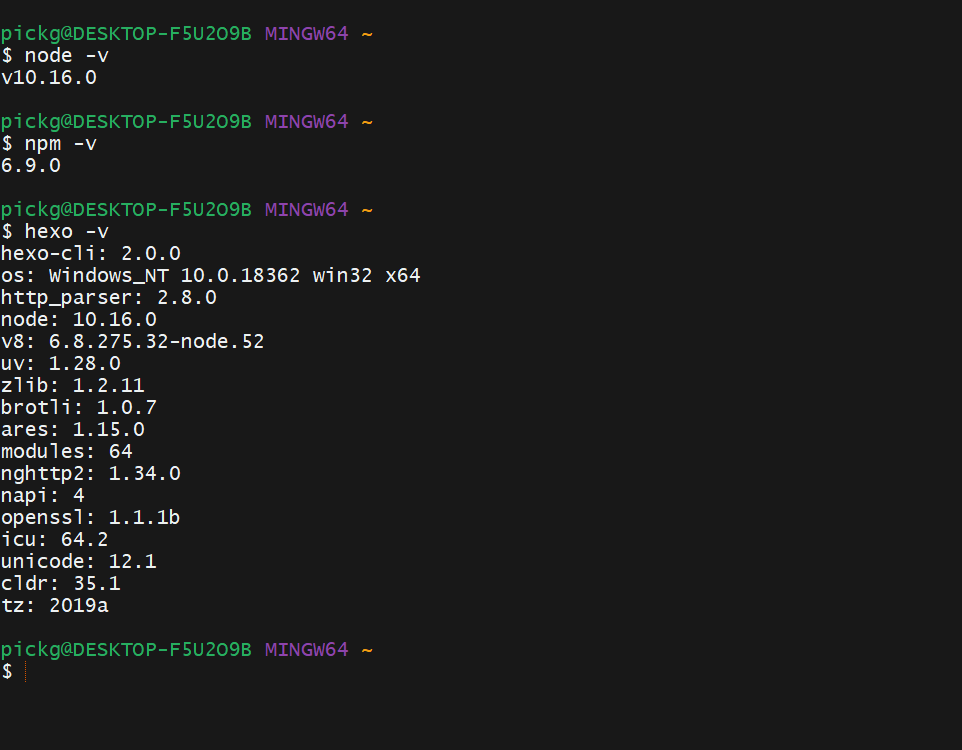 pickg@DESKTOP-F5U2O9B MINGW64 ~
$ node -v
v10.16.0
pickg@DESKTOP-F5U2O9B MINGW64 ~
$ npm -v
6.9.0
pickg@DESKTOP-F5U2O9B MINGW64 ~
$ hexo -v
hexo-cli: 2.0.0
os: Windows_NT 10.0.18362 win32 x64
http_parser: 2.8.0
node: 10.16.0
v8: 6.8.275.32-node.52
uv: 1.28.0
zlib: 1.2.11
brotli: 1.0.7
ares: 1.15.0
modules: 64
nghttp2: 1.34.0
napi: 4
openssl: 1.1.1b
icu: 64.2
unicode: 12.1
cldr: 35.1
tz: 2019a
pickg@DESKTOP-F5U2O9B MINGW64 ~
$